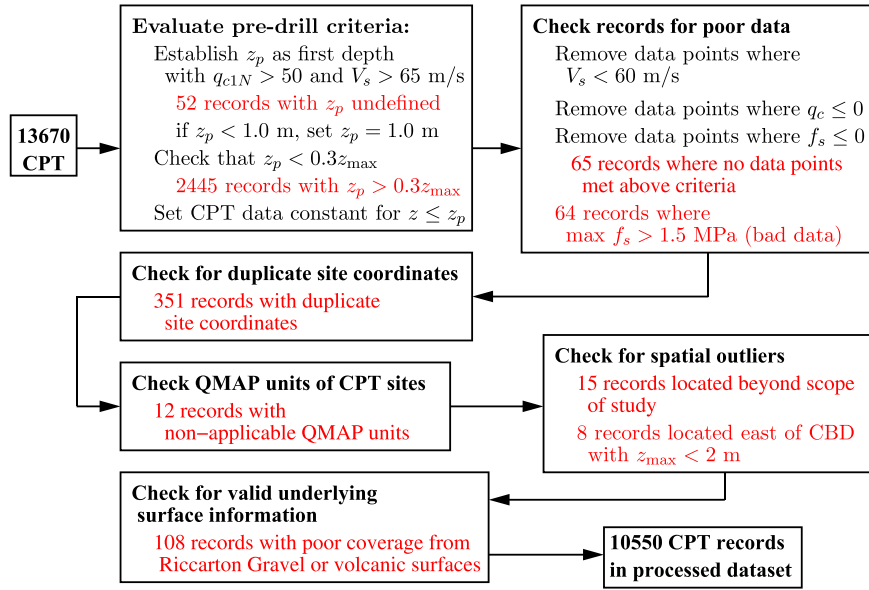 13670
CPT
Evaluate pre-drill criteria:
Establish z_p as first depth
with q_{c1N} > 50 and V_s > 65 m/s
52 records with z_p undefined
if z_p < 1.0 m, set z_p = 1.0 m
Check that z_p < 0.3z_{max}
2445 records with z_p > 0.3z_{max}
Set CPT data constant for z ≤ z_p
Check records for poor data
Remove data points where
V_s < 60 m/s
Remove data points where q_c ≤ 0
Remove data points where f_s ≤ 0
65 records where no data points
met above criteria
64 records where
max f_s > 1.5 MPa (bad data)
Check for duplicate site coordinates
351 records with duplicate
site coordinates
Check QMAP units of CPT sites
12 records with
non−applicable QMAP units
Check for spatial outliers
15 records located beyond scope
of study
8 records located east of CBD
with z_{max} < 2 m
Check for valid underlying
surface information
108 records with poor coverage from
Riccarton Gravel or volcanic surfaces
10550 CPT records
in processed dataset